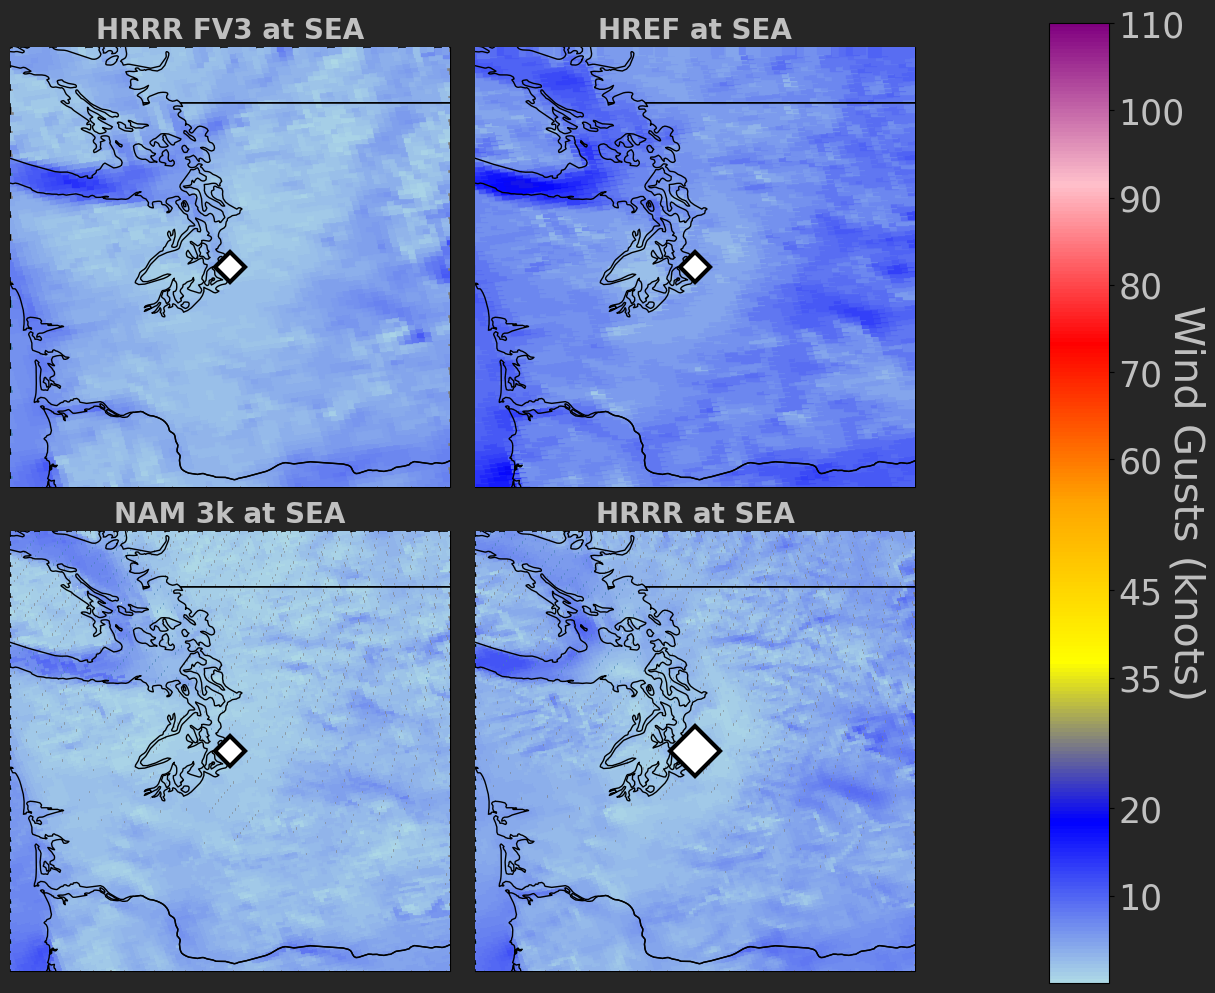 HRRR FV3 at SEA
HREF at SEA
NAM 3k at SEA
HRRR at SEA
110
100
90
80
70
60
45
35
20
10
Wind Gusts (knots)